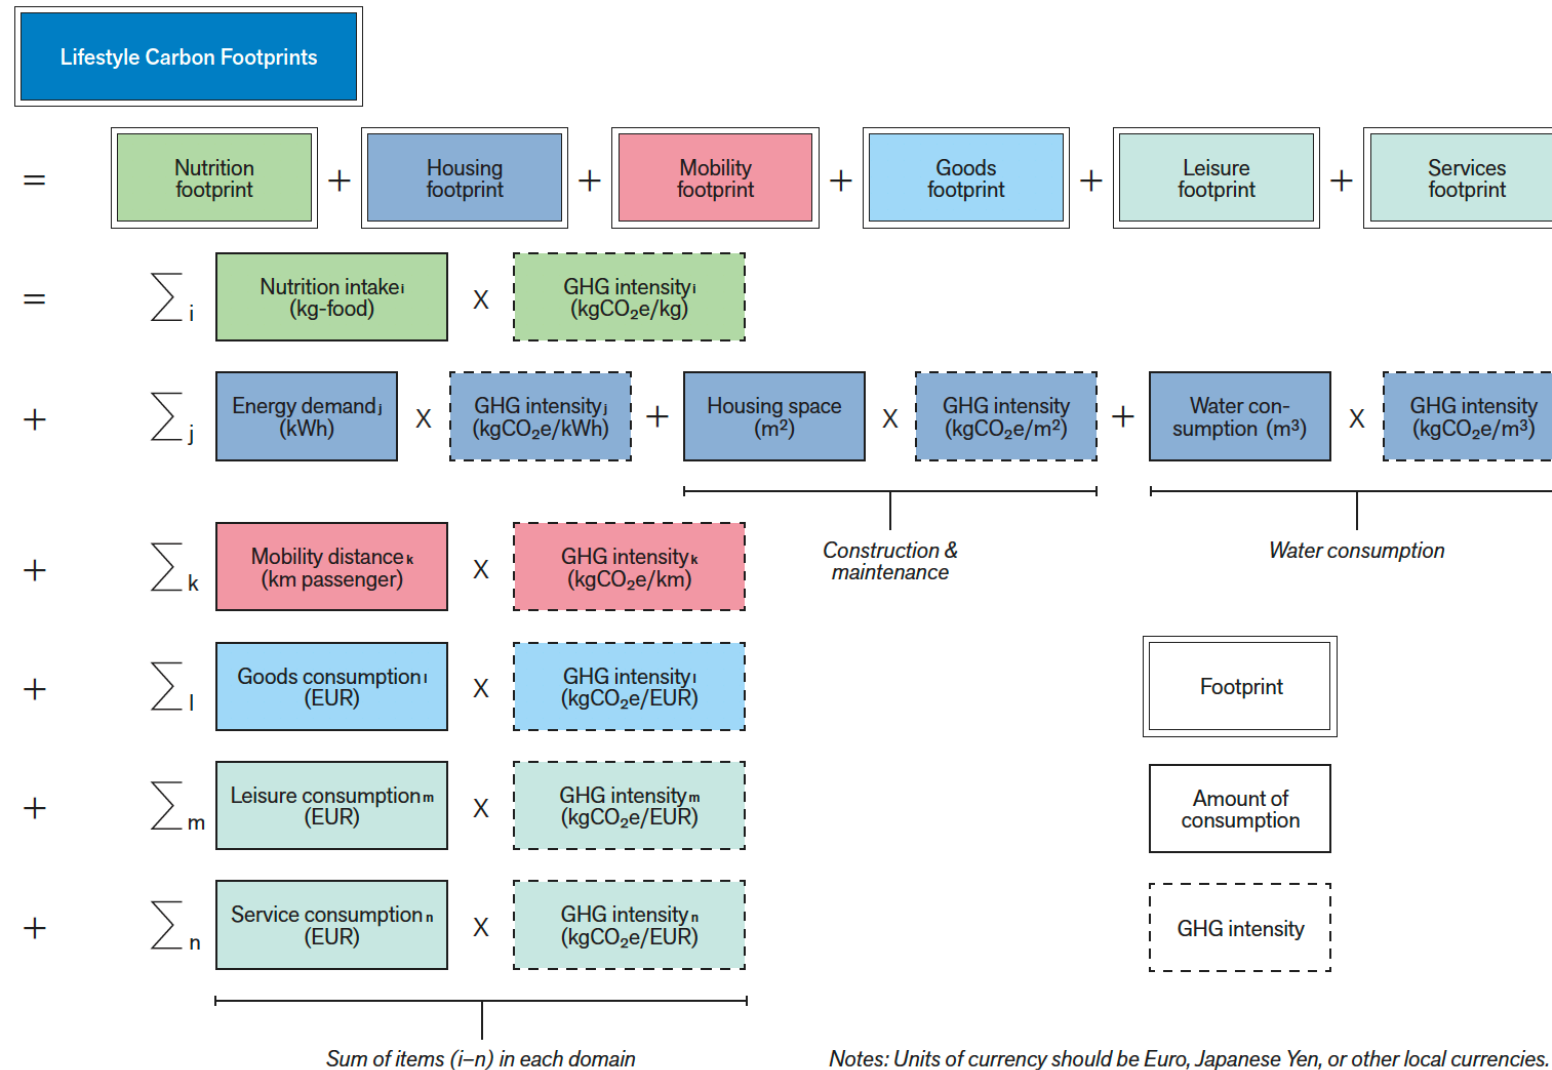 Lifestyle Carbon Footprints
= Nutrition footprint + Housing footprint + Mobility footprint + Goods footprint + Leisure footprint + Services footprint
= ∑i Nutrition intakei (kg-food) X GHG intensityi (kgCO₂e/kg)
+ ∑j Energy demandj (kWh) X GHG intensityj (kgCO₂e/kWh) + Housing space (m²) X GHG intensity (kgCO₂e/m²) + Water con-sumption (m³) X GHG intensity (kgCO₂e/m³)
Construction & maintenance
Water consumption
+ ∑k Mobility distancek (km passenger) X GHG intensityk (kgCO₂e/km)
+ ∑l Goods consumptionl (EUR) X GHG intensityl (kgCO₂e/EUR)
+ ∑m Leisure consumptionm (EUR) X GHG intensitym (kgCO₂e/EUR)
+ ∑n Service consumptionn (EUR) X GHG intensityn (kgCO₂e/EUR)
Footprint
Amount of consumption
GHG intensity
Sum of items (i–n) in each domain
Notes: Units of currency should be Euro, Japanese Yen, or other local currencies.